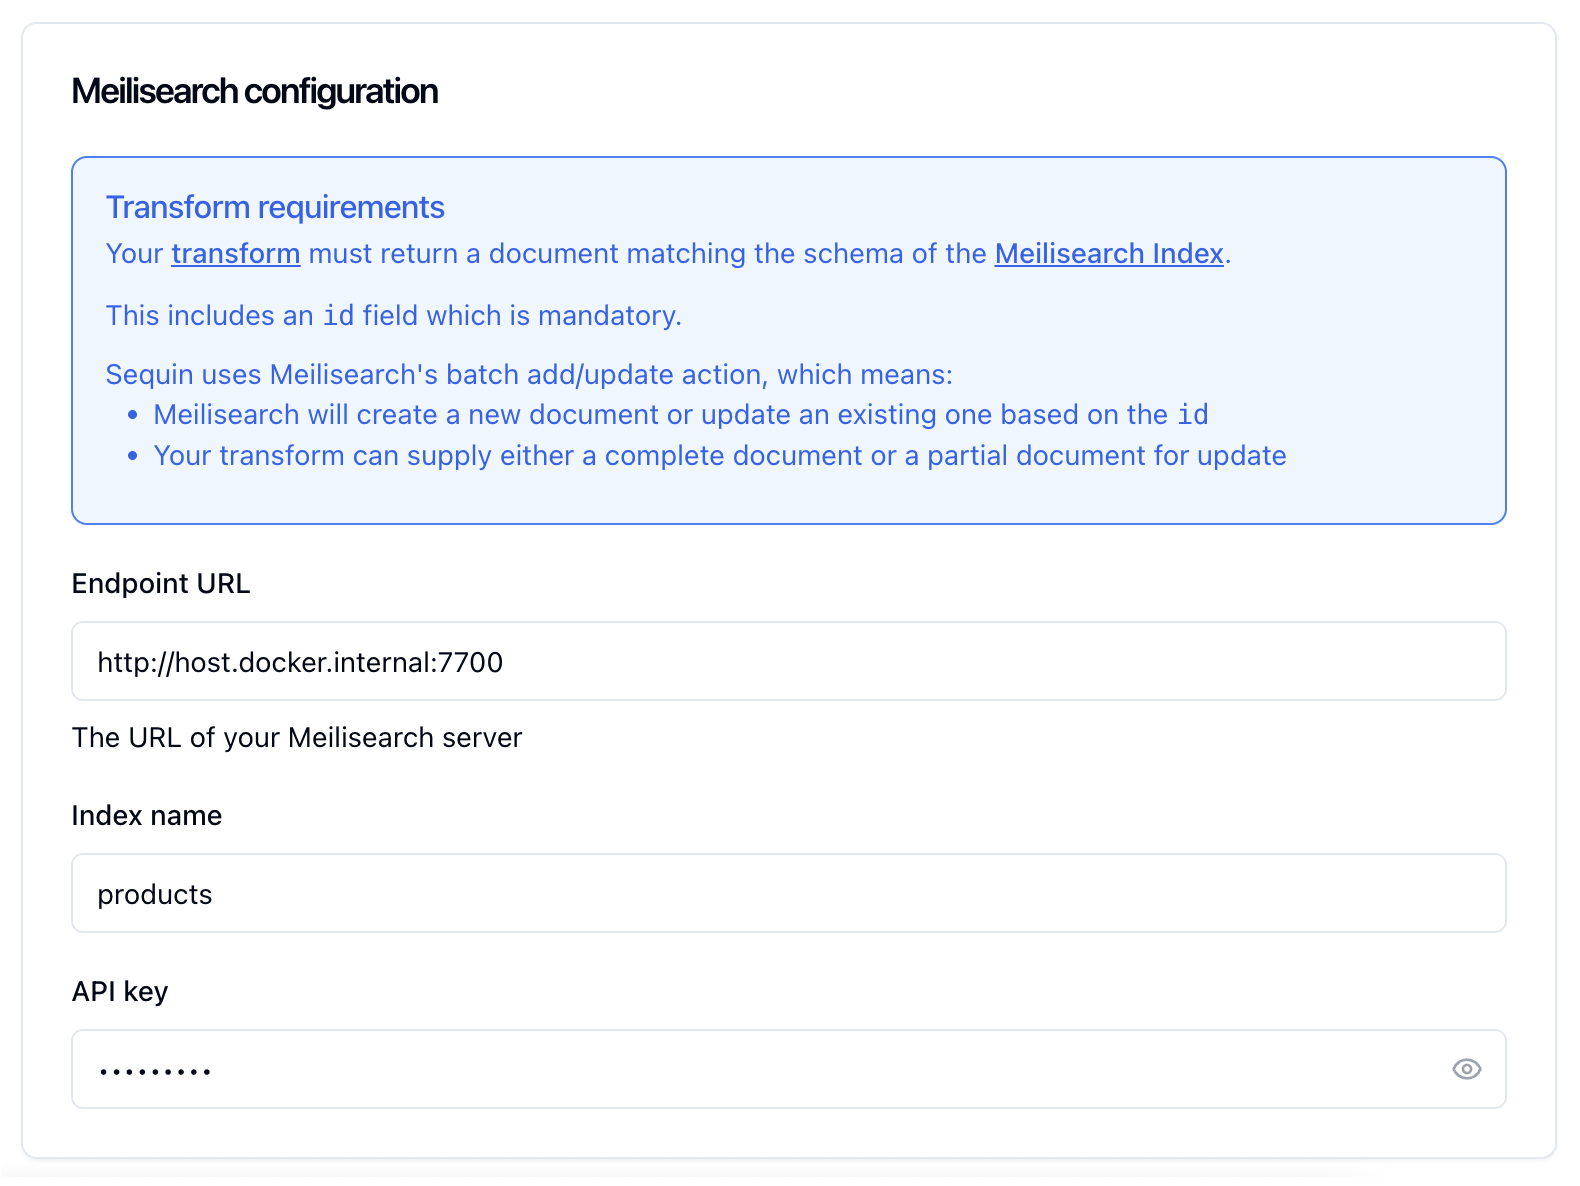 Meilisearch configuration
Transform requirements
Your transform must return a document matching the schema of the Meilisearch Index.
This includes an id field which is mandatory.
Sequin uses Meilisearch's batch add/update action, which means:
• Meilisearch will create a new document or update an existing one based on the id
• Your transform can supply either a complete document or a partial document for update
Endpoint URL
http://host.docker.internal:7700
The URL of your Meilisearch server
Index name
products
API key
•••••••••